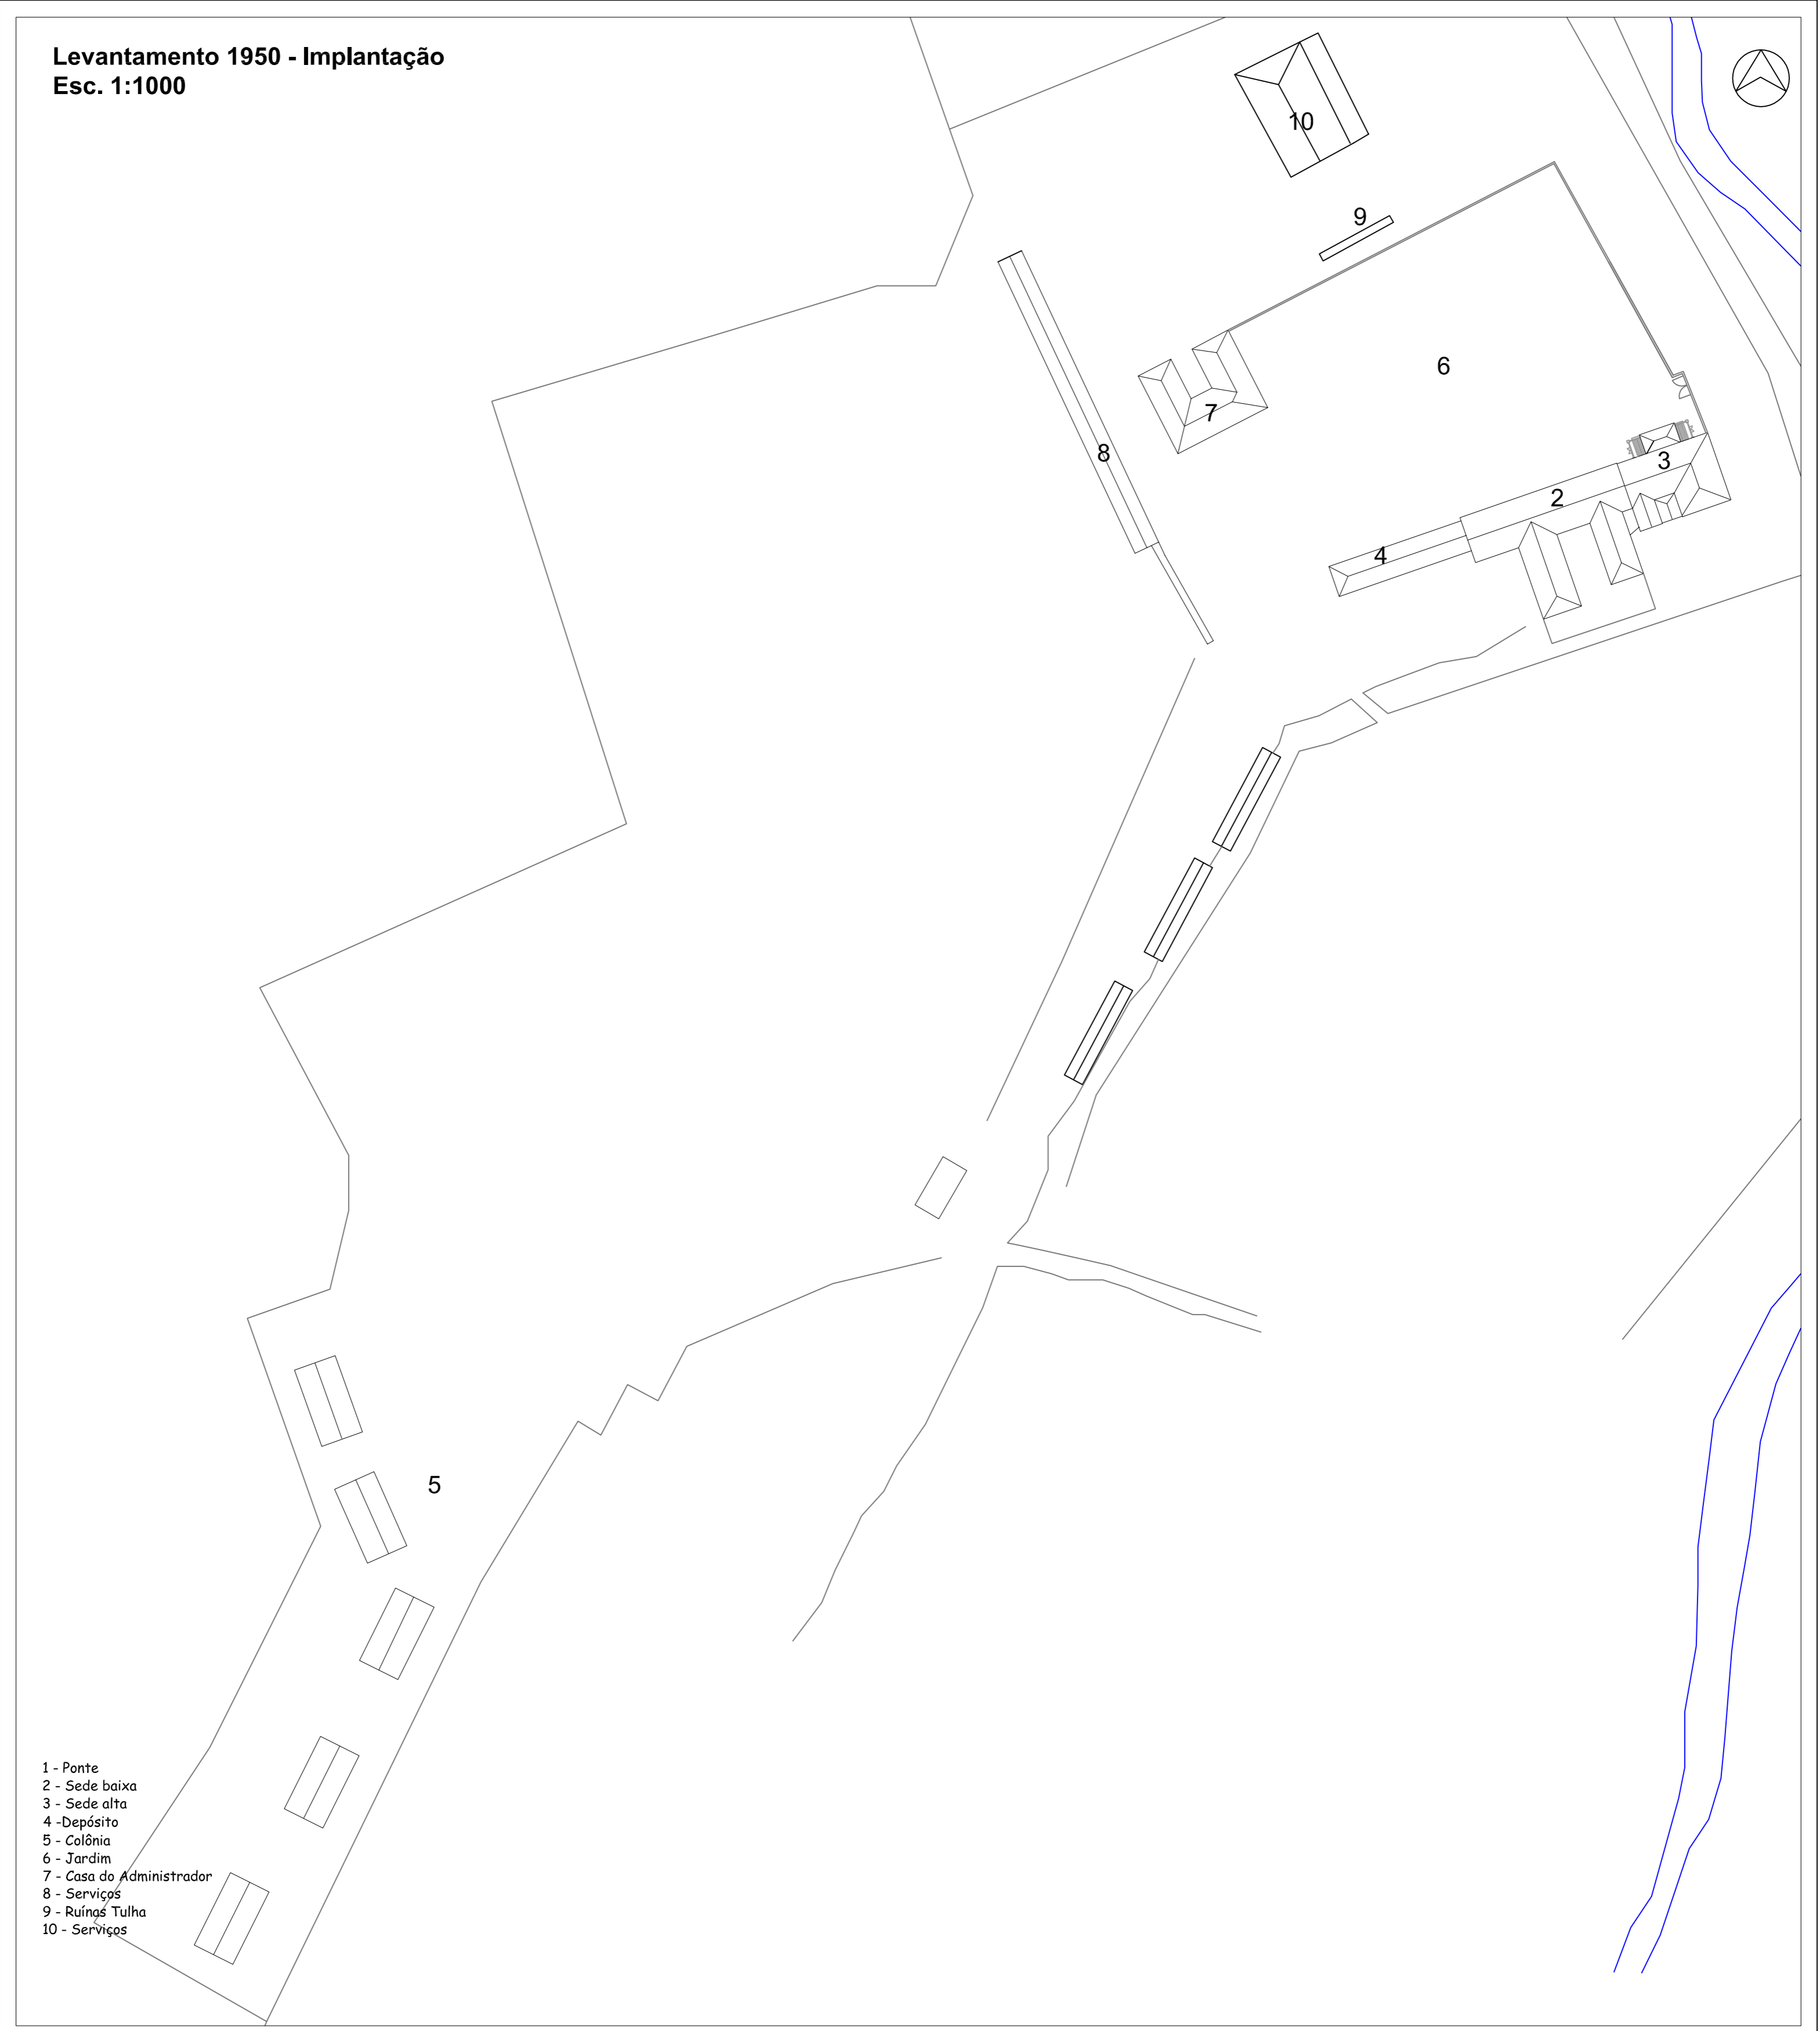 Levantamento 1950 - Implantação
Esc. 1:1000
10
9
6
7
8
3
2
4
5
1 - Ponte
2 - Sede baixa
3 - Sede alta
4 -Depósito
5 - Colônia
6 - Jardim
7 - Casa do Administrador
8 - Serviços
9 - Ruínas Tulha
10 - Serviços